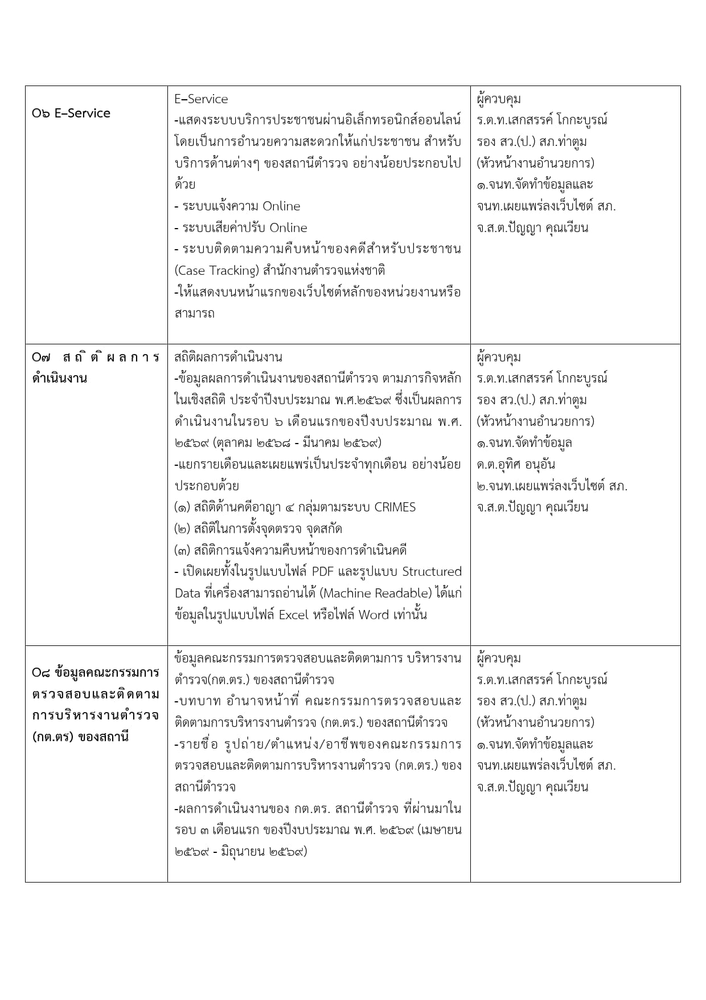 O๖ E–Service
E–Service
-แสดงระบบบริการประชาชนผ่านอิเล็กทรอนิกส์ออนไลน์
โดยเป็นการอำนวยความสะดวกให้แก่ประชาชน สำหรับ
บริการด้านต่างๆ ของสถานีตำรวจ อย่างน้อยประกอบไป
ด้วย
- ระบบแจ้งความ Online
- ระบบเสียค่าปรับ Online
- ระบบติดตามความคืบหน้าของคดีสำหรับประชาชน
(Case Tracking) สำนักงานตำรวจแห่งชาติ
-ให้แสดงบนหน้าแรกของเว็บไซต์หลักของหน่วยงานหรือ
สามารถ
ผู้ควบคุม
ร.ต.ท.เสกสรรค์ โกกะบูรณ์
รอง สว.(ป.) สภ.ท่าตูม
(หัวหน้างานอำนวยการ)
๑.จนท.จัดทำข้อมูลและ
จนท.เผยแพร่ลงเว็บไซต์ สภ.
จ.ส.ต.ปัญญา คุณเวียน
O๗ สถิติผลการ
ดำเนินงาน
สถิติผลการดำเนินงาน
-ข้อมูลผลการดำเนินงานของสถานีตำรวจ ตามภารกิจหลัก
ในเชิงสถิติ ประจำปีงบประมาณ พ.ศ.๒๕๖๙ ซึ่งเป็นผลการ
ดำเนินงานในรอบ ๖ เดือนแรกของปีงบประมาณ พ.ศ.
๒๕๖๙ (ตุลาคม ๒๕๖๘ - มีนาคม ๒๕๖๙)
-แยกรายเดือนและเผยแพร่เป็นประจำทุกเดือน อย่างน้อย
ประกอบด้วย
(๑) สถิติด้านคดีอาญา ๔ กลุ่มตามระบบ CRIMES
(๒) สถิติในการตั้งจุดตรวจ จุดสกัด
(๓) สถิติการแจ้งความคืบหน้าของการดำเนินคดี
- เปิดเผยทั้งในรูปแบบไฟล์ PDF และรูปแบบ Structured
Data ที่เครื่องสามารถอ่านได้ (Machine Readable) ได้แก่
ข้อมูลในรูปแบบไฟล์ Excel หรือไฟล์ Word เท่านั้น
ผู้ควบคุม
ร.ต.ท.เสกสรรค์ โกกะบูรณ์
รอง สว.(ป.) สภ.ท่าตูม
(หัวหน้างานอำนวยการ)
๑.จนท.จัดทำข้อมูล
ด.ต.อุทิศ อนุอัน
๒.จนท.เผยแพร่ลงเว็บไซต์ สภ.
จ.ส.ต.ปัญญา คุณเวียน
O๘ ข้อมูลคณะกรรมการ
ตรวจสอบและติดตาม
การบริหารงานตำรวจ
(กต.ตร) ของสถานี
ข้อมูลคณะกรรมการตรวจสอบและติดตามการ บริหารงาน
ตำรวจ(กต.ตร.) ของสถานีตำรวจ
-บทบาท อำนาจหน้าที่ คณะกรรมการตรวจสอบและ
ติดตามการบริหารงานตำรวจ (กต.ตร.) ของสถานีตำรวจ
-รายชื่อ รูปถ่าย/ตำแหน่ง/อาชีพของคณะกรรมการ
ตรวจสอบและติดตามการบริหารงานตำรวจ (กต.ตร.) ของ
สถานีตำรวจ
-ผลการดำเนินงานของ กต.ตร. สถานีตำรวจ ที่ผ่านมาใน
รอบ ๓ เดือนแรก ของปีงบประมาณ พ.ศ. ๒๕๖๙ (เมษายน
๒๕๖๙ - มิถุนายน ๒๕๖๙)
ผู้ควบคุม
ร.ต.ท.เสกสรรค์ โกกะบูรณ์
รอง สว.(ป.) สภ.ท่าตูม
(หัวหน้างานอำนวยการ)
๑.จนท.จัดทำข้อมูลและ
จนท.เผยแพร่ลงเว็บไซต์ สภ.
จ.ส.ต.ปัญญา คุณเวียน